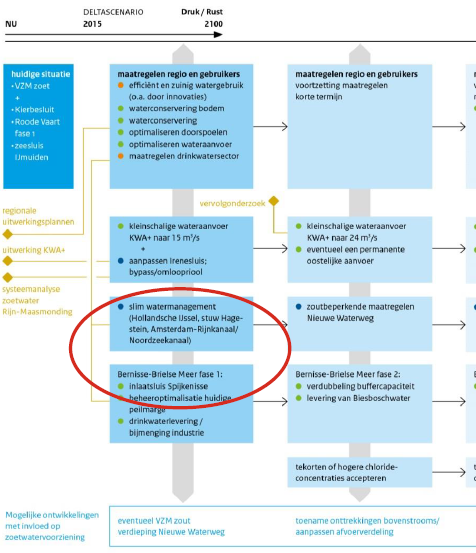 DELTASCENARIO Druk / Rust
NU 2015 2100
huidige situatie
• VZM zoet
+
• Kierbesluit
• Roode Vaart
fase 1
• zeesluis
IJmuiden
maatregelen regio en gebruikers
efficiënt en zuinig watergebruik
(o.a. door innovaties)
waterconservering bodem
waterconservering
optimaliseren doorspoelen
optimaliseren wateraanvoer
maatregelen drinkwatersector
maatregelen regio en gebruikers
voortzetting maatregelen
korte termijn
regionale
uitwerkingsplannen
uitwerking KWA+
systeemanalyse
zoetwater
Rijn-Maasmonding
vervolgonderzoek
kleinschalige wateraanvoer
KWA+ naar 15 m³/s
+
aanpassen Irenesluis;
bypass/omloopriool
kleinschalige wateraanvoer
KWA+ naar 24 m³/s
eventueel een permanente
oostelijke aanvoer
slim watermanagement
(Hollandsche IJssel, stuw Hage-
stein, Amsterdam-Rijnkanaal/
Noordzeekanaal)
zoutbeperkende maatregelen
Nieuwe Waterweg
Bernisse-Brielse Meer fase 1:
inlaatsluis Spijkenisse
beheeroptimalisatie huidige
peilmarge
drinkwaterlevering /
bijmenging industrie
Bernisse-Brielse Meer fase 2:
verdubbeling buffercapaciteit
levering van Biesboschwater
tekorten of hogere chloride-
concentraties accepteren
Mogelijke ontwikkelingen
met invloed op
zoetwatervoorziening
eventueel VZM zout
verdieping Nieuwe Waterweg
toename onttrekkingen bovenstrooms/
aanpassen afvoerverdeling